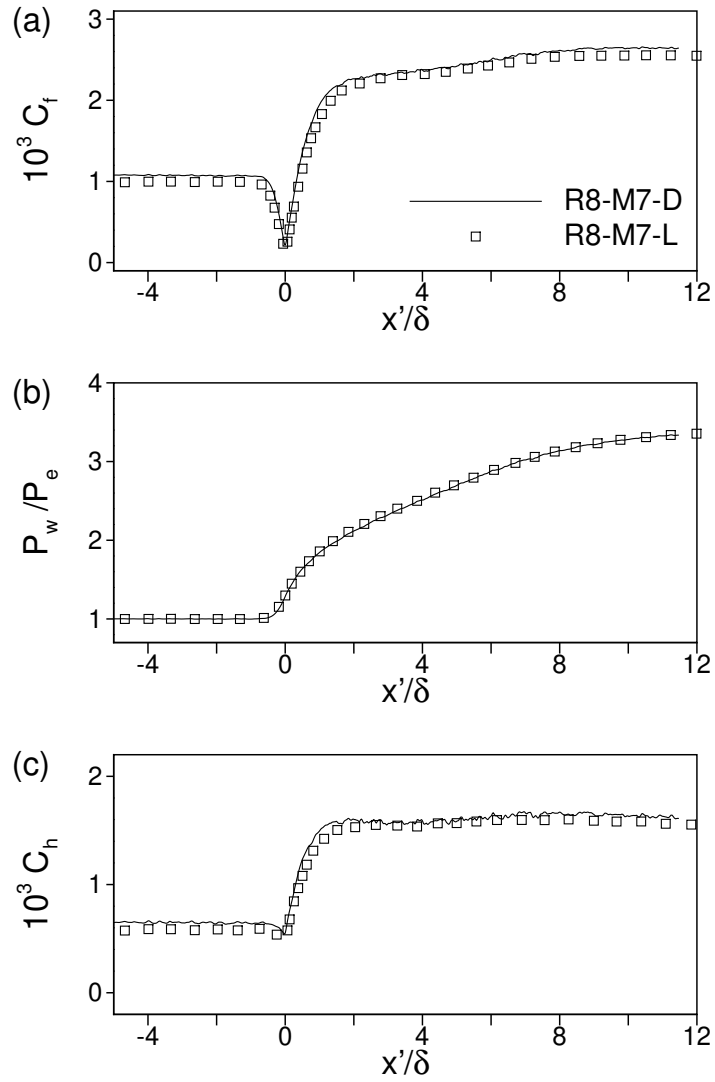 (a)
3
2
1
0
10³ C_f
R8-M7-D
R8-M7-L
-4 0 4 8 12
x'/δ
(b)
4
3
2
1
P_w/P_e
-4 0 4 8 12
x'/δ
(c)
2
1
0
10³ C_h
-4 0 4 8 12
x'/δ